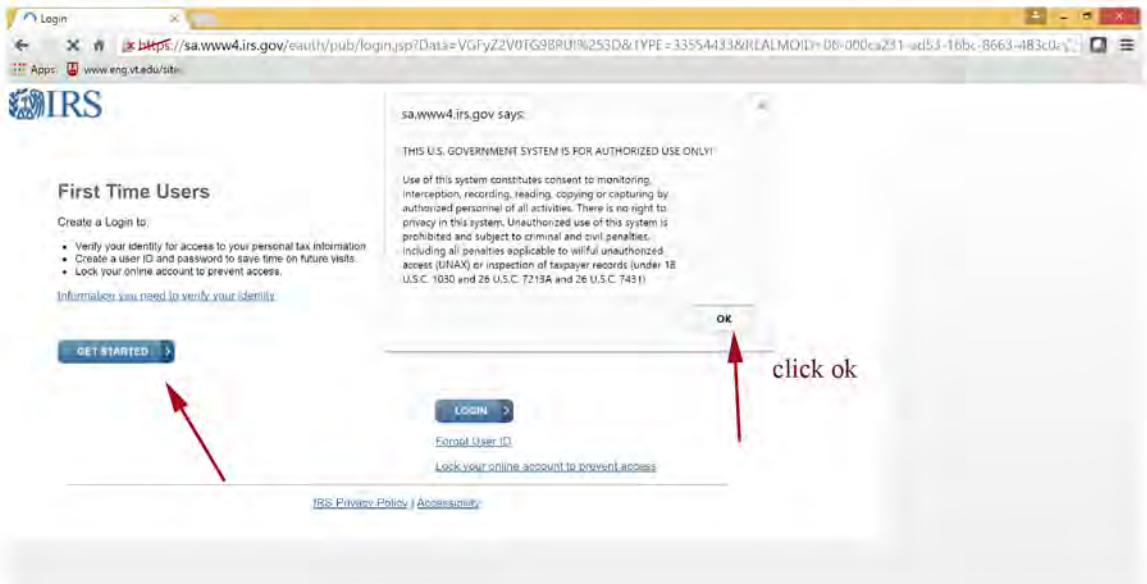 Login
https://sa.www4.irs.gov/eauth/pub/login.jsp?Data=VGFyZ2V0TG9BRUI%253D&TYPE=33554433&REALMOID=06-000ca231-ad53-16bc-8663-483c0a
Apps www.eng.vt.edu/site
IRS
sa.www4.irs.gov says:
THIS U.S. GOVERNMENT SYSTEM IS FOR AUTHORIZED USE ONLY!
Use of this system constitutes consent to monitoring,
interception, recording, reading, copying or capturing by
authorized personnel of all activities. There is no right to
privacy in this system. Unauthorized use of this system is
prohibited and subject to criminal and civil penalties,
including all penalties applicable to willful unauthorized
access (UNAX) or inspection of taxpayer records (under 18
U.S.C. 1030 and 26 U.S.C. 7213A and 26 U.S.C. 7431)
OK
click ok
First Time Users
Create a Login to:
Verify your identity for access to your personal tax information
Create a user ID and password to save time on future visits.
Lock your online account to prevent access.
Information you need to verify your identity
GET STARTED
LOGIN
Forgot User ID
Lock your online account to prevent access
IRS Privacy Policy | Accessibility